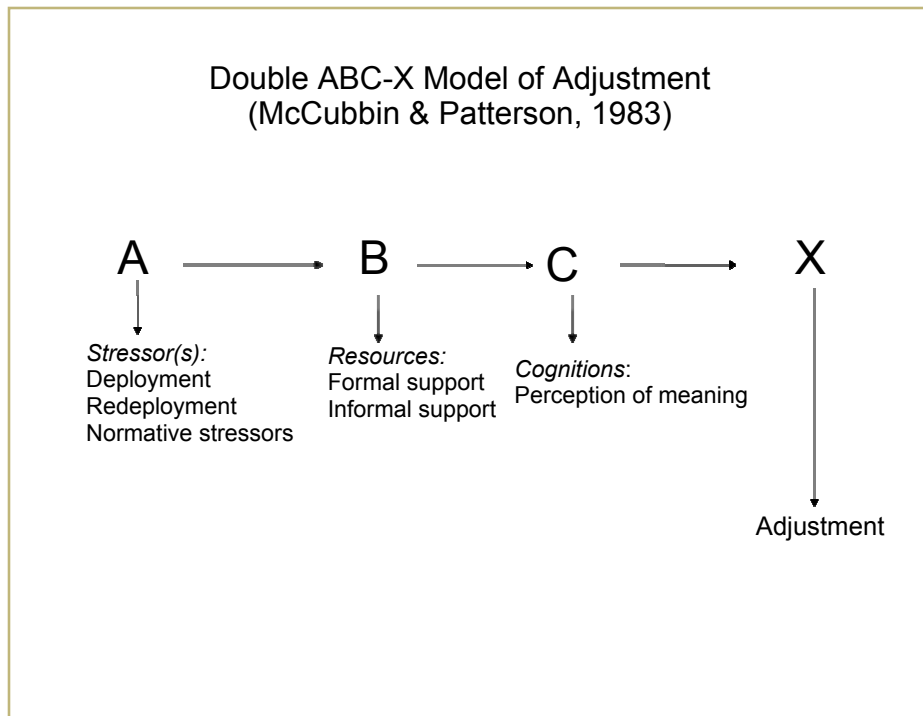 Double ABC-X Model of Adjustment
(McCubbin & Patterson, 1983)
A
B
C
X
Stressor(s):
Deployment
Redeployment
Normative stressors
Resources:
Formal support
Informal support
Cognitions:
Perception of meaning
Adjustment